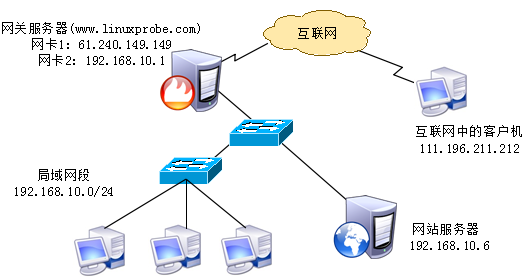 网关服务器(www.linuxprobe.com)
网卡1: 61.240.149.149
网卡2: 192.168.10.1
互联网
互联网中的客户机
111.196.211.212
局域网段
192.168.10.0/24
网站服务器
192.168.10.6